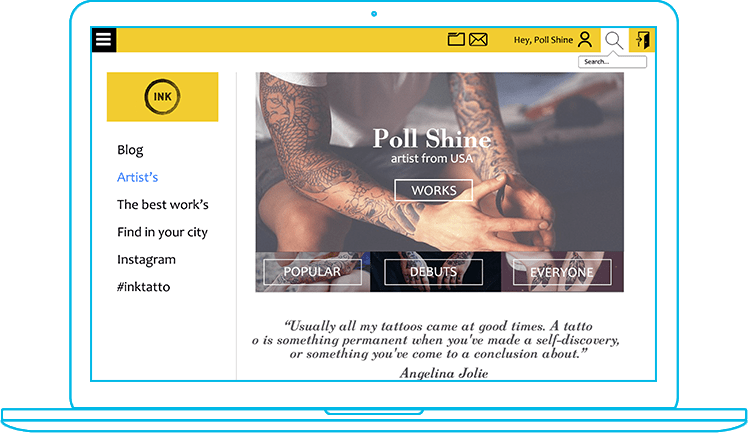 Hey, Poll Shine
Search...
INK
Blog
Artist's
The best work's
Find in your city
Instagram
#inktatto
Poll Shine
artist from USA
WORKS
POPULAR
DEBUTS
EVERYONE
“Usually all my tattoos came at good times. A tatto
o is something permanent when you've made a self-discovery,
or something you've come to a conclusion about.”
Angelina Jolie